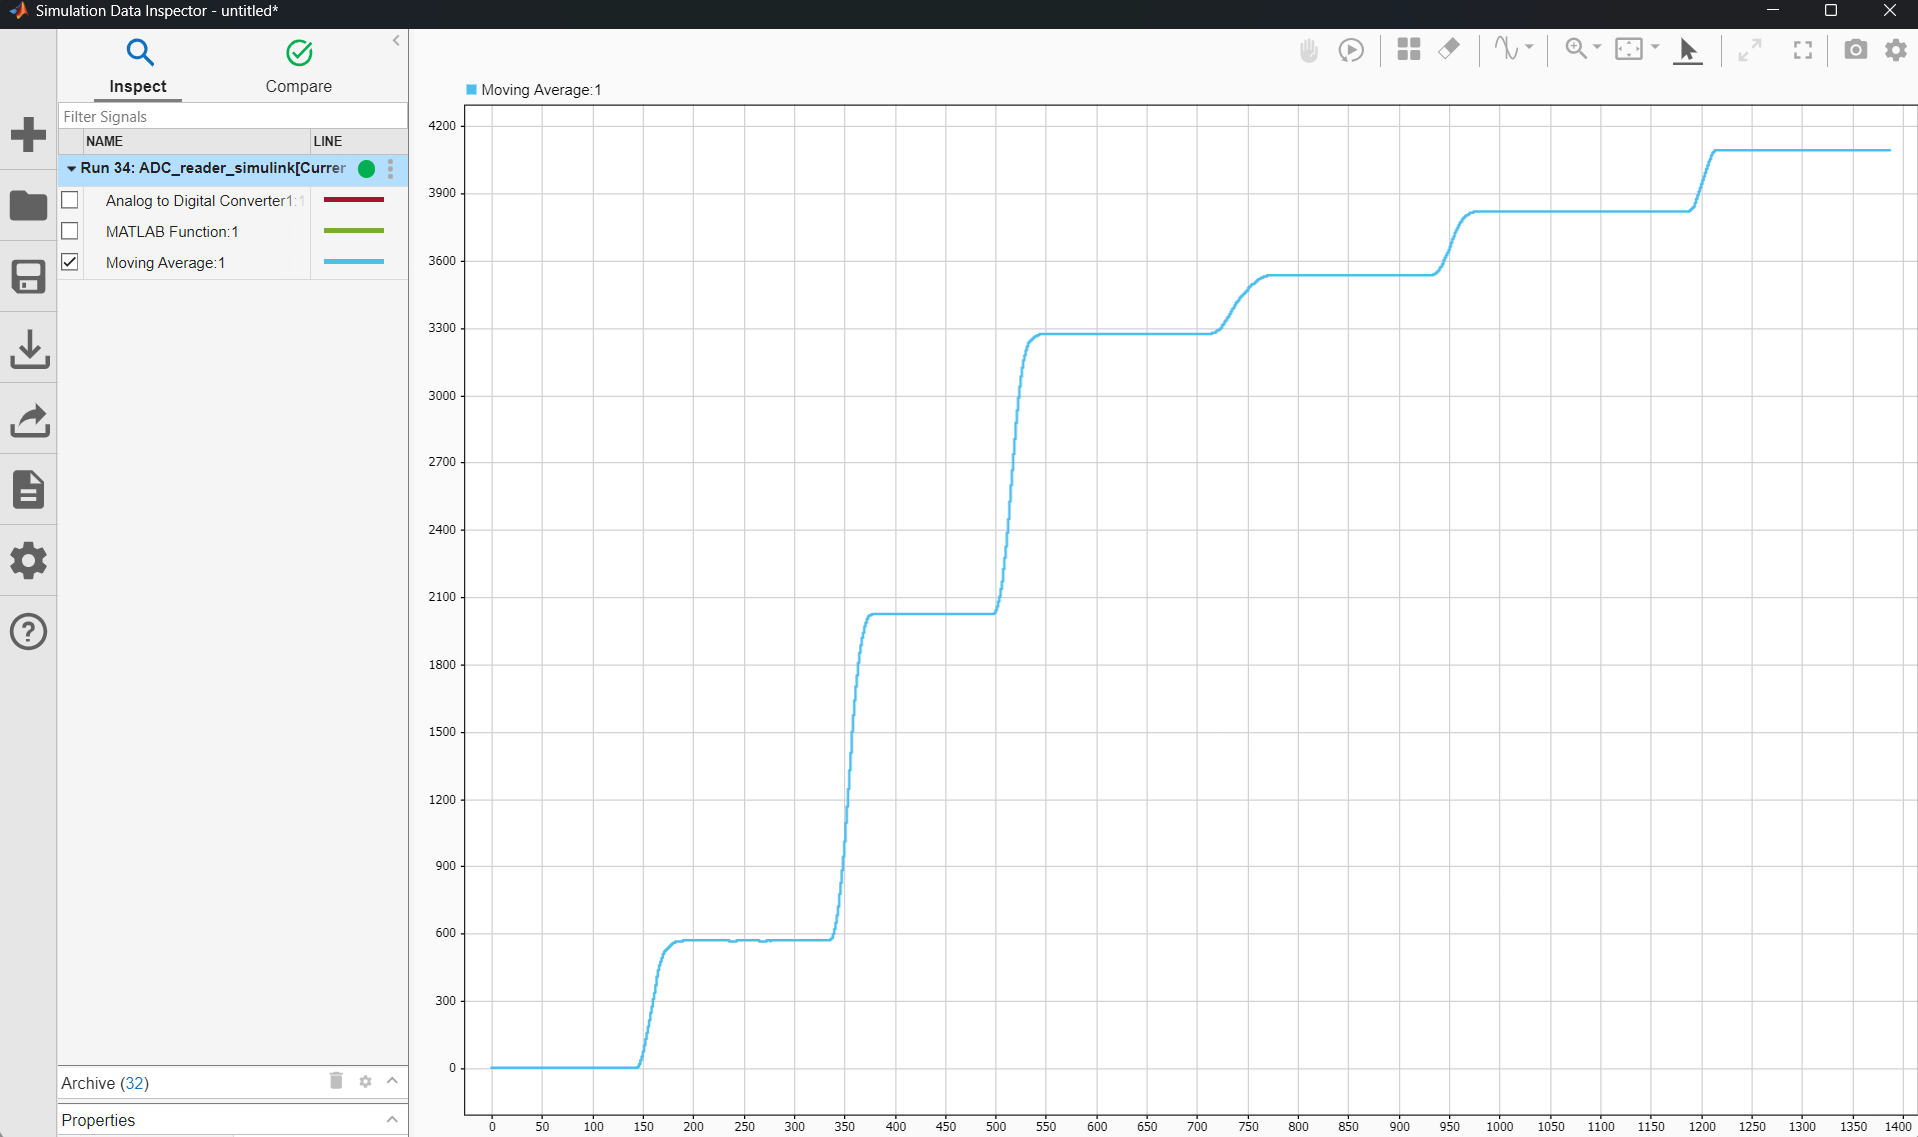 Simulation Data Inspector - untitled*
Inspect
Compare
Filter Signals
NAME LINE
Run 34: ADC_reader_simulink[Currer
Analog to Digital Converter1:1
MATLAB Function:1
Moving Average:1
Archive (32)
Properties
Moving Average:1
4200
3900
3600
3300
3000
2700
2400
2100
1800
1500
1200
900
600
300
0
0 50 100 150 200 250 300 350 400 450 500 550 600 650 700 750 800 850 900 950 1000 1050 1100 1150 1200 1250 1300 1350 1400